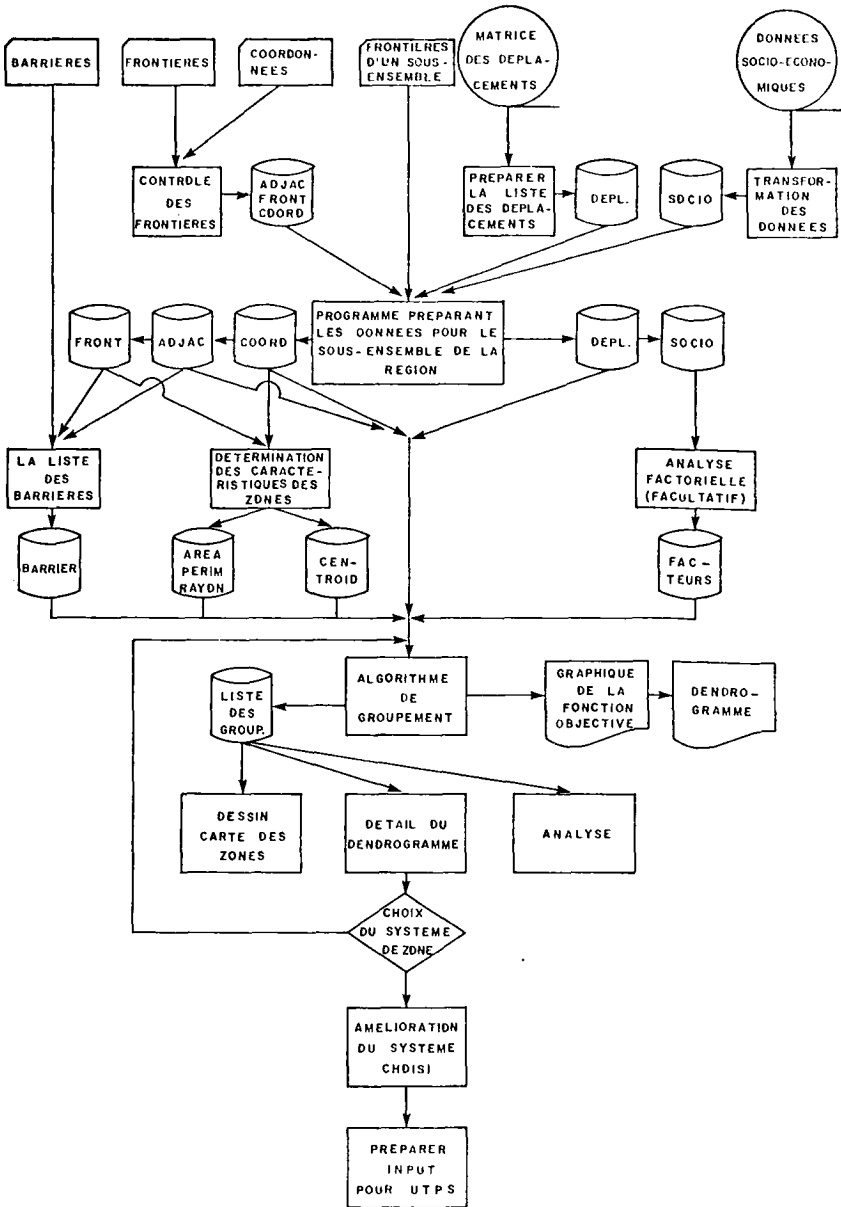 BARRIERES
FRONTIERES
COORDON-
NEES
FRONTIERES
D'UN SOUS-
ENSEMBLE
MATRICE
DES DEPLA-
CEMENTS
DONNEES
SOCIO-ECONO-
MIQUES
CONTROLE
DES
FRONTIERES
ADJAC
FRONT
COORD
PREPARER
LA LISTE
DES DEPLA-
CEMENTS
DEPL.
SOCIO
TRANSFOR-
MATION
DES
DONNEES
FRONT
ADJAC
COORD
PROGRAMME PREPARANT
LES DONNEES POUR LE
SOUS-ENSEMBLE DE LA
REGION
DEPL.
SOCIO
LA LISTE
DES
BARRIERES
DETERMINATION
DES CARACTE-
RISTIQUES DES
ZONES
ANALYSE
FACTORIELLE
(FACULTATIF)
BARRIER
AREA
PERIM
RAYON
CEN-
TROID
FAC-
TEURS
LISTE
DES
GROUP.
ALGORITHME
DE
GROUPEMENT
GRAPHIQUE
DE LA
FONCTION
OBJECTIVE
DENDRO-
GRAMME
DESSIN
CARTE DES
ZONES
DETAIL DU
DENDROGRAMME
ANALYSE
CHOIX
DU SYSTEME
DE ZONE
AMELIORATION
DU SYSTEME
CHOISI
PREPARER
INPUT
POUR UTPS